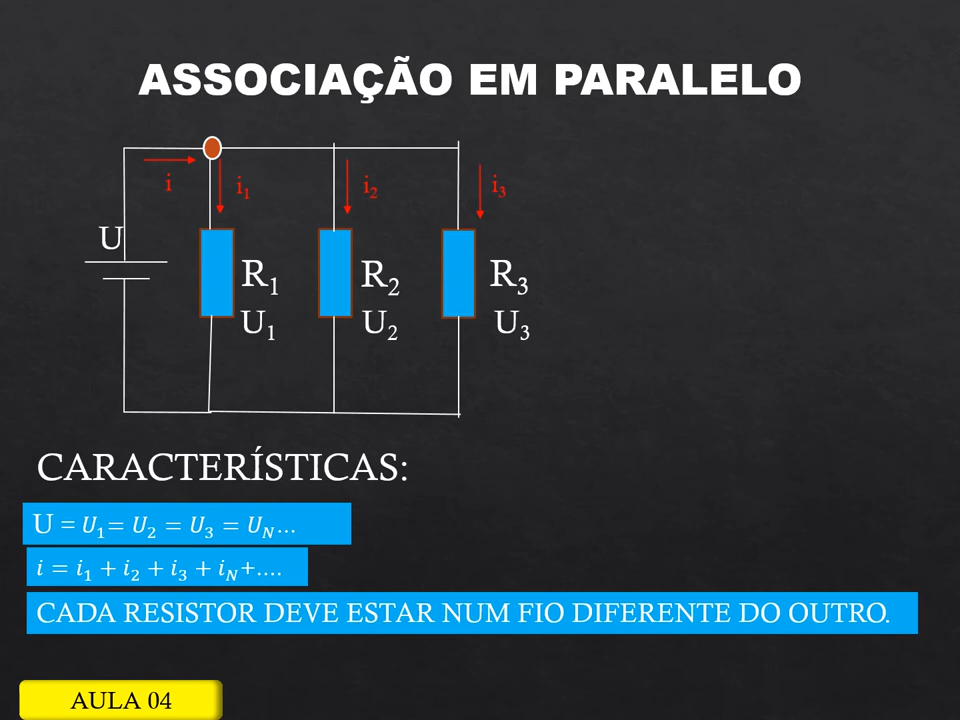 ASSOCIAÇÃO EM PARALELO
i
i₁
i₂
i₃
U
R₁
R₂
R₃
U₁
U₂
U₃
CARACTERÍSTICAS:
U = U₁= U₂ = U₃ = U_N...
i = i₁ + i₂ + i₃ + i_N+....
CADA RESISTOR DEVE ESTAR NUM FIO DIFERENTE DO OUTRO.
AULA 04